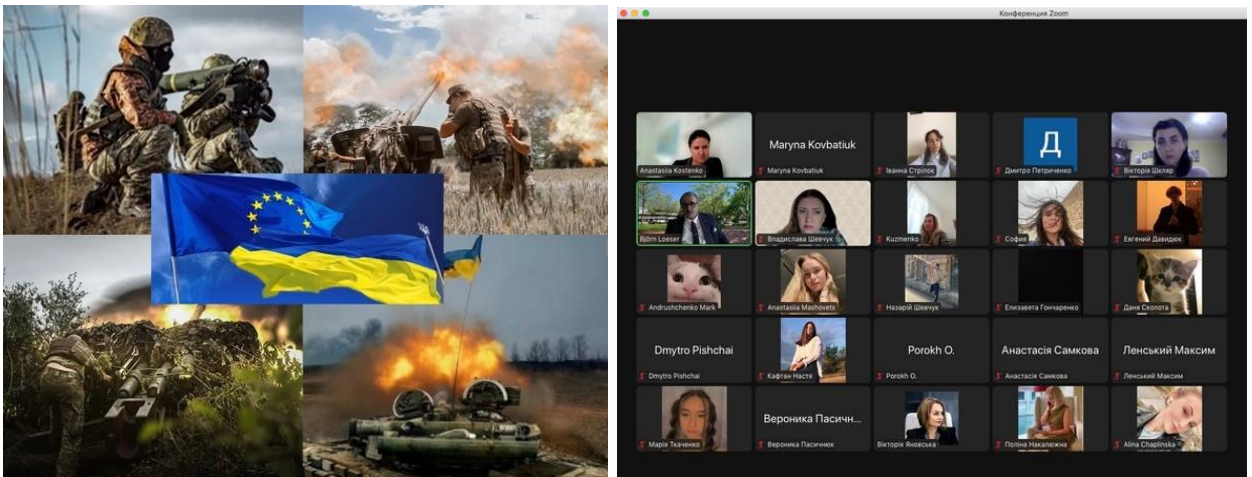 Конференция Zoom
Anastasiia Kostenko
Maryna Kovbatiuk
Maryna Kovbatiuk
Іванна Стрілок
Д
Дмитро Петриченко
Вікторія Шкляр
Björn Loeser
Владислава Шевчук
Kuzmenko
София
Евгений Давидюк
Andrushchenko Mark
Anastasiia Mashovets
Назарій Шевчук
Елизавета Гончаренко
Даня Сколота
Dmytro Pishchai
Dmytro Pishchai
Кафтан Настя
Porokh O.
Porokh O.
Анастасія Самкова
Анастасія Самкова
Ленський Максим
Ленський Максим
Марія Ткаченко
Вероника Пасичн...
Вероника Пасичнюк
Вікторія Яновська
Поліна Накалюжна
Alina Chaplinska